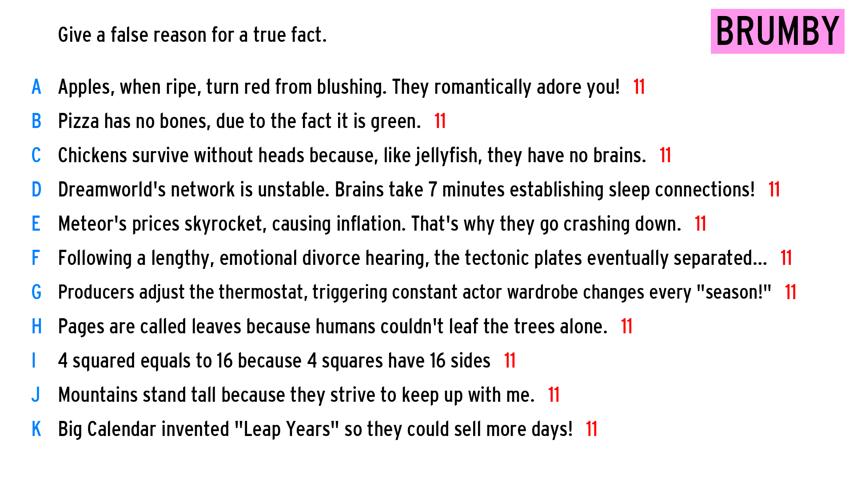 Give a false reason for a true fact.
BRUMBY
A Apples, when ripe, turn red from blushing. They romantically adore you! 11
B Pizza has no bones, due to the fact it is green. 11
C Chickens survive without heads because, like jellyfish, they have no brains. 11
D Dreamworld's network is unstable. Brains take 7 minutes establishing sleep connections! 11
E Meteor's prices skyrocket, causing inflation. That's why they go crashing down. 11
F Following a lengthy, emotional divorce hearing, the tectonic plates eventually separated... 11
G Producers adjust the thermostat, triggering constant actor wardrobe changes every "season!" 11
H Pages are called leaves because humans couldn't leaf the trees alone. 11
I 4 squared equals to 16 because 4 squares have 16 sides 11
J Mountains stand tall because they strive to keep up with me. 11
K Big Calendar invented "Leap Years" so they could sell more days! 11